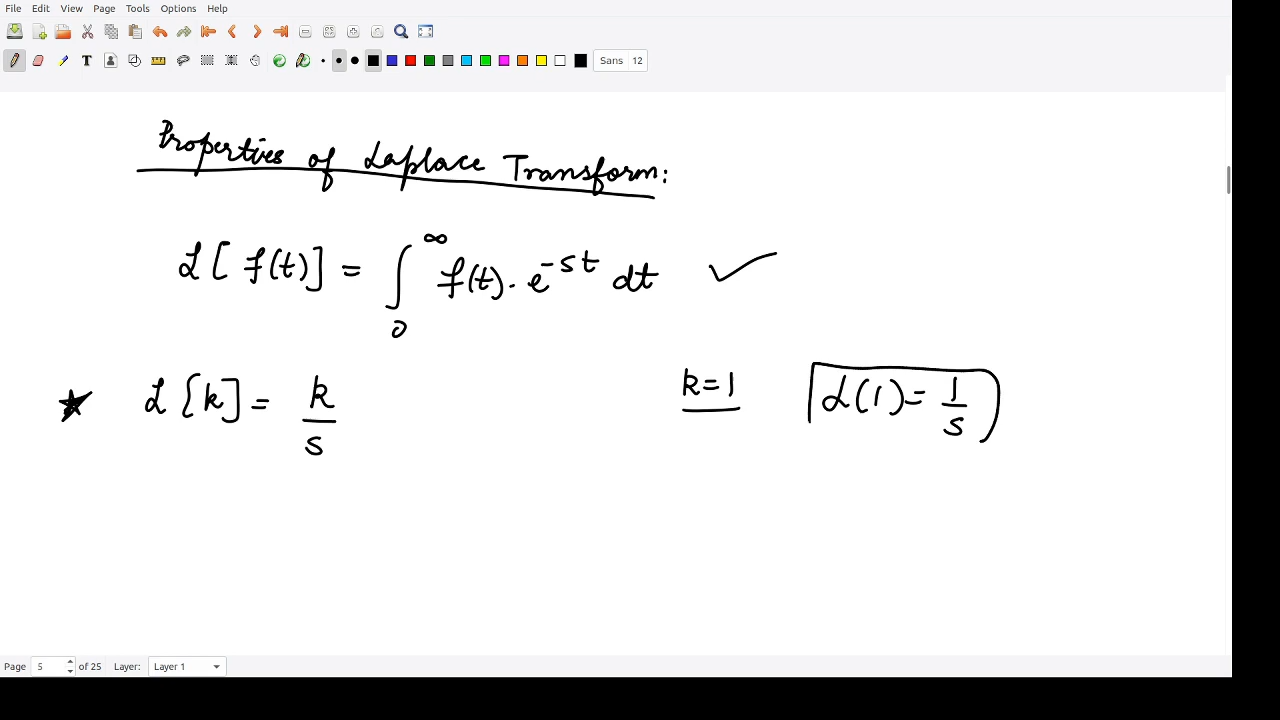 File Edit View Page Tools Options Help
T Sans 12
Properties of Laplace Transform:
ℒ[f(t)] = ∫₀^∞ f(t) · e^{-st} dt ✓
★ ℒ[k] = k/s k=1 ℒ(1) = 1/s
Page 5 of 25 Layer: Layer 1